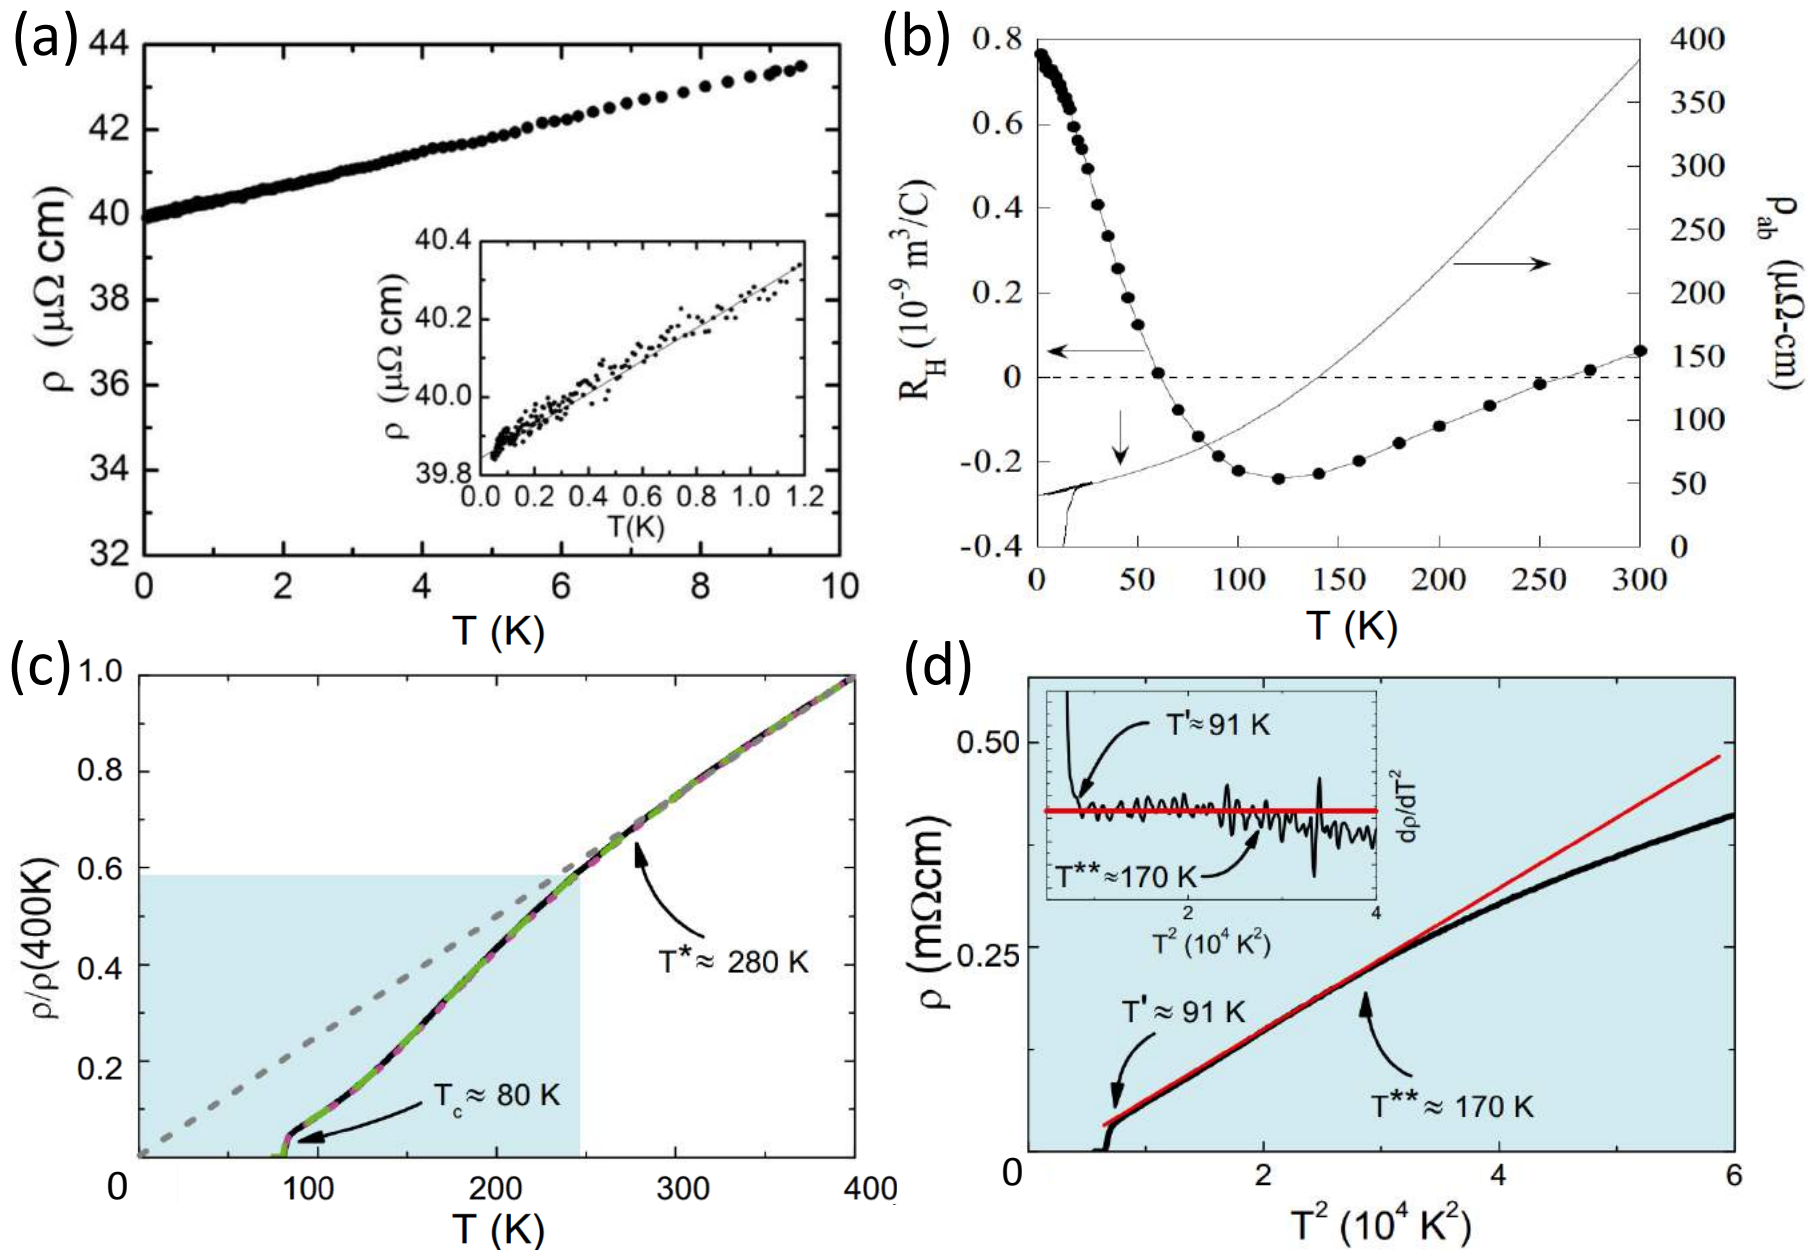 (a)
44
42
40
38
36
34
32
ρ (μΩ cm)
0 2 4 6 8 10
T (K)
40.4
40.2
40.0
39.8
ρ (μΩ cm)
0.0 0.2 0.4 0.6 0.8 1.0 1.2
T(K)
(b)
0.8
0.6
0.4
0.2
0
-0.2
-0.4
R_H (10^-9 m^3/C)
400
350
300
250
200
150
100
50
0
ρ_ab (μΩ-cm)
0 50 100 150 200 250 300
T (K)
(c)
1.0
0.8
0.6
0.4
0.2
0
ρ/ρ(400K)
T*≈ 280 K
T_c ≈ 80 K
100 200 300 400
T (K)
(d)
0.50
0.25
0
ρ (mΩcm)
T'≈ 91 K
T**≈170 K
dρ/dT^2
2 4
T^2 (10^4 K^2)
T'≈ 91 K
T**≈ 170 K
2 4 6
T^2 (10^4 K^2)